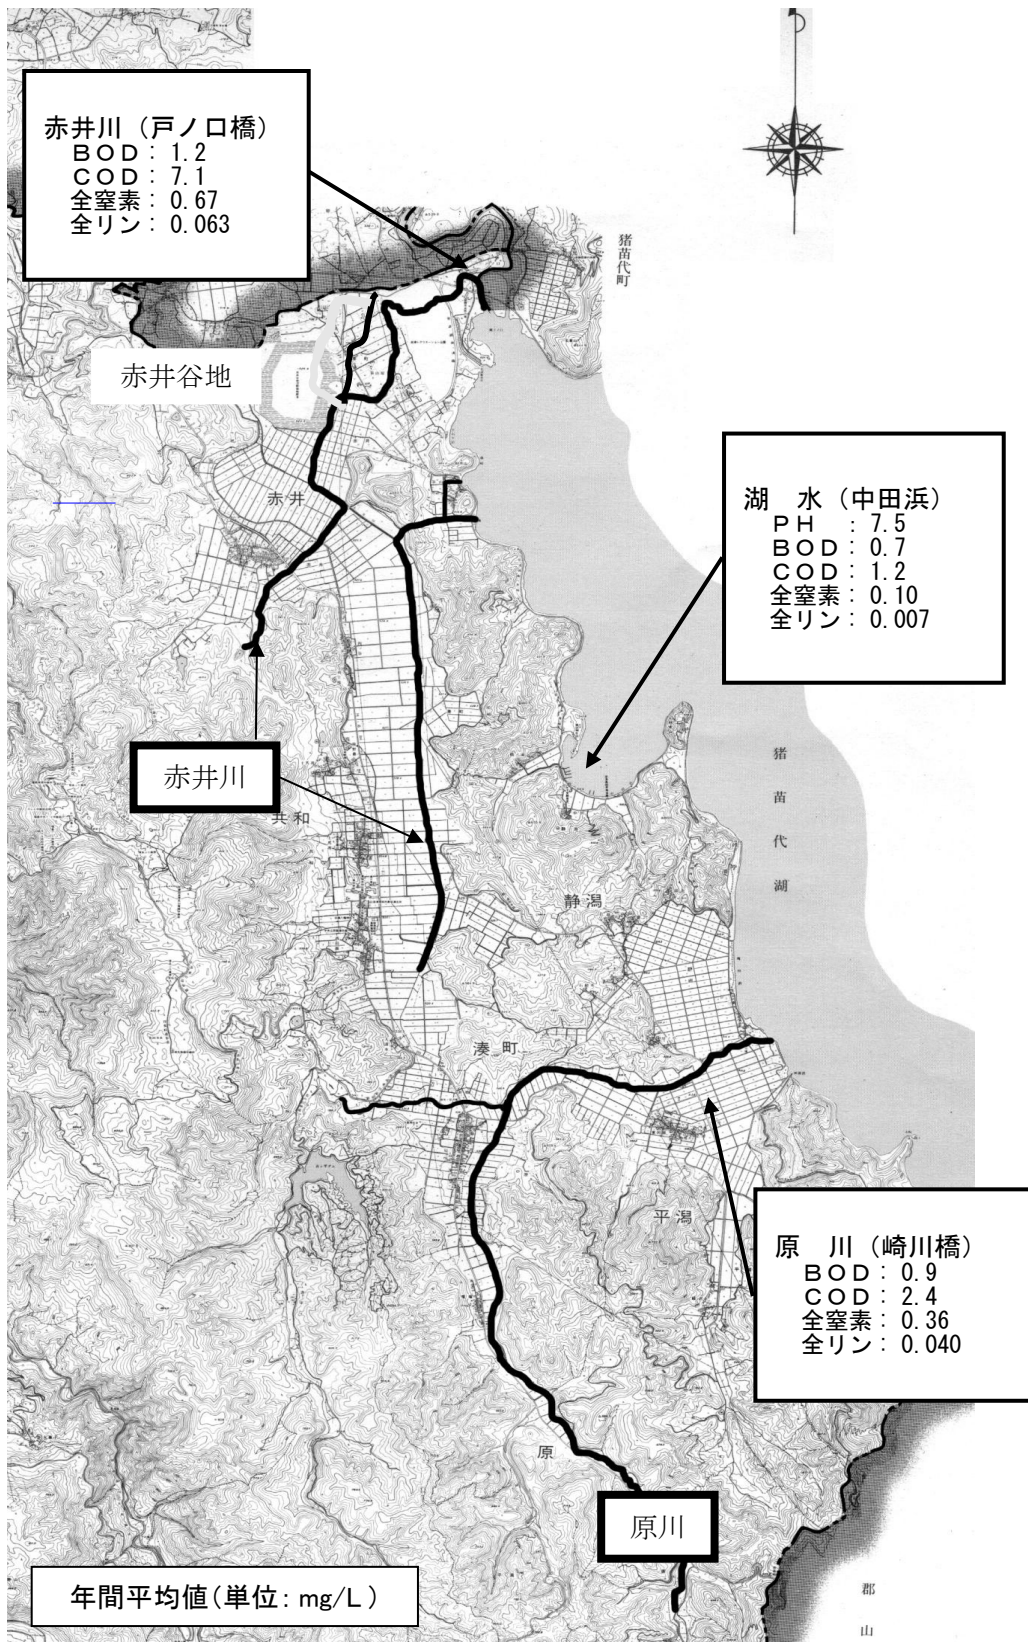 赤井川（戸ノ口橋）
ＢＯＤ：1.2
ＣＯＤ：7.1
全窒素：0.67
全リン：0.063
猪苗代町
赤井谷地
赤井
湖　水（中田浜）
ＰＨ　：7.5
ＢＯＤ：0.7
ＣＯＤ：1.2
全窒素：0.10
全リン：0.007
赤井川
共和
猪苗代湖
静潟
湊町
平潟
原　川（崎川橋）
ＢＯＤ：0.9
ＣＯＤ：2.4
全窒素：0.36
全リン：0.040
原
原川
年間平均値(単位：mg/L)
郡山